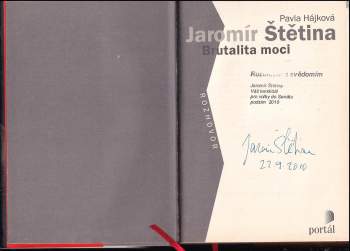 Pavla Hájková
Jaromír Štětina
Brutalita moci
svědomím
Jaromír Štětina
Váš kandidát
pro volby do Senátu
podzim 2010
ROZHOVOR
Jaromír Štětina
22.9.2010
portál